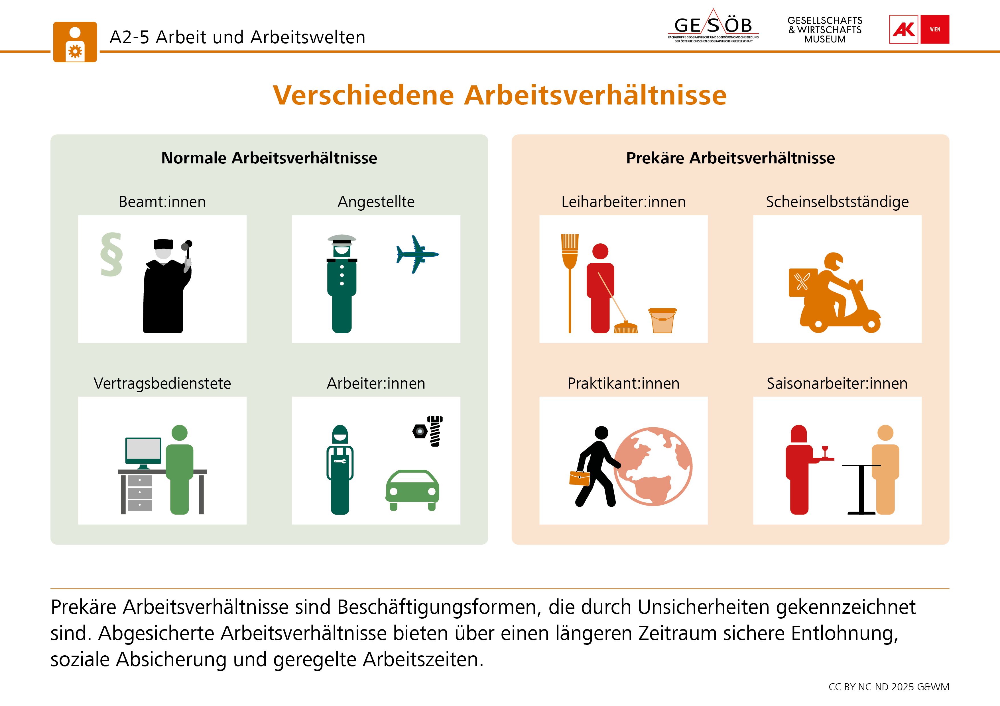 A2-5 Arbeit und Arbeitswelten
GESÖB
FACHGRUPPE GEOGRAPHISCHE UND SOZIOÖKONOMISCHE BILDUNG
DER ÖSTERREICHISCHEN GEOGRAPHISCHEN GESELLSCHAFT
GESELLSCHAFTS
& WIRTSCHAFTS
MUSEUM
AK WIEN
Verschiedene Arbeitsverhältnisse
Normale Arbeitsverhältnisse
Beamt:innen
Angestellte
§
Vertragsbedienstete
Arbeiter:innen
Prekäre Arbeitsverhältnisse
Leiharbeiter:innen
Scheinselbstständige
Praktikant:innen
Saisonarbeiter:innen
Prekäre Arbeitsverhältnisse sind Beschäftigungsformen, die durch Unsicherheiten gekennzeichnet
sind. Abgesicherte Arbeitsverhältnisse bieten über einen längeren Zeitraum sichere Entlohnung,
soziale Absicherung und geregelte Arbeitszeiten.
CC BY-NC-ND 2025 G&WM